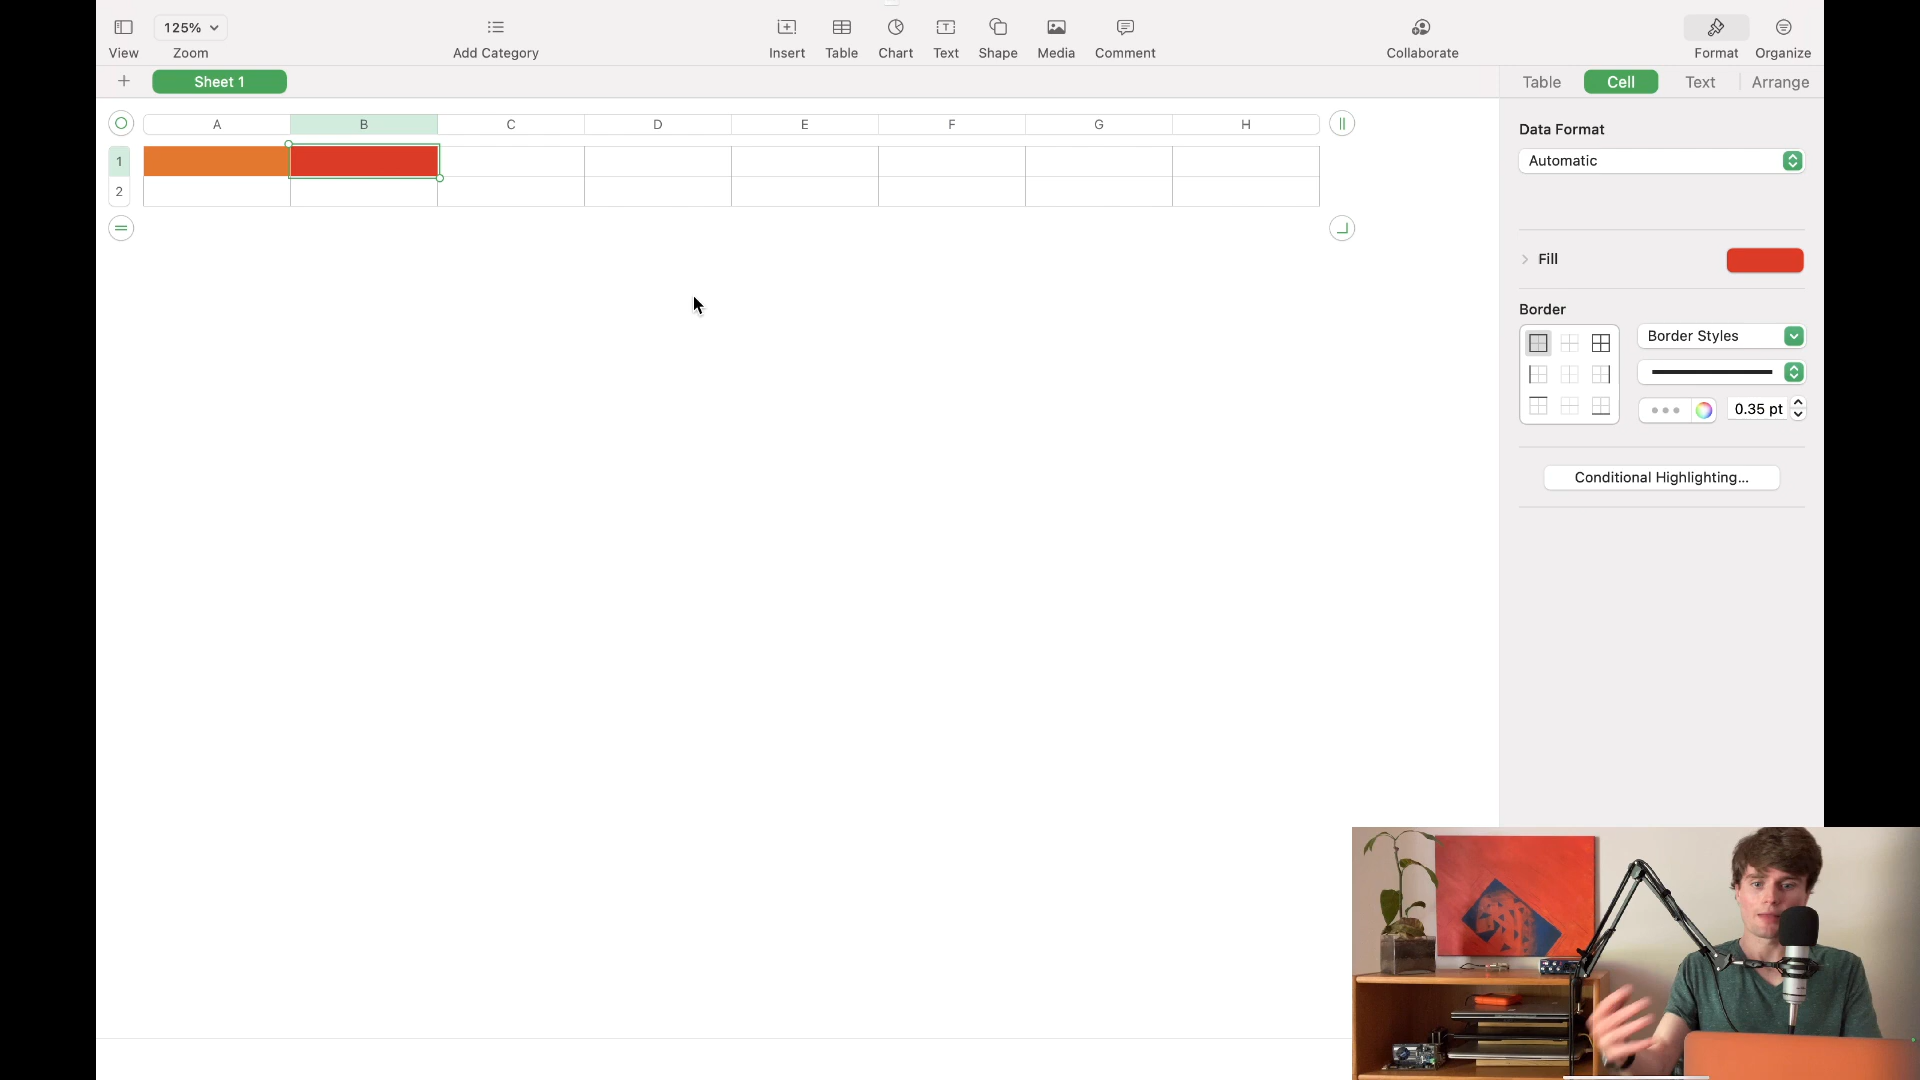 125%
View
Zoom
Add Category
Insert
Table
Chart
Text
Shape
Media
Comment
Collaborate
Format
Organize
Sheet 1
Table
Cell
Text
Arrange
A
B
C
D
E
F
G
H
1
2
Data Format
Automatic
Fill
Border
Border Styles
0.35 pt
Conditional Highlighting...